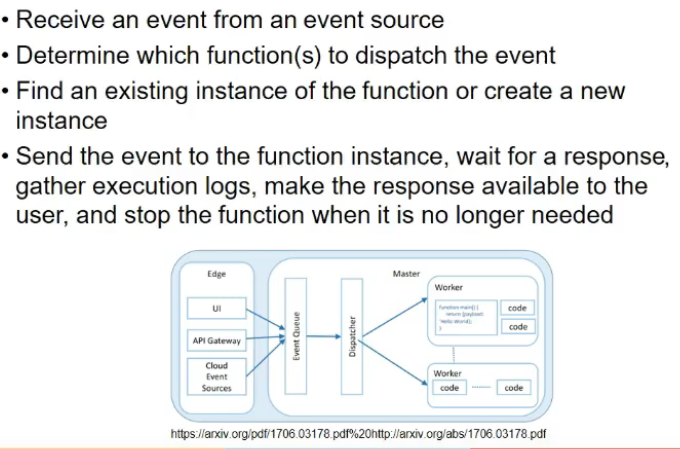 • Receive an event from an event source
• Determine which function(s) to dispatch the event
• Find an existing instance of the function or create a new
instance
• Send the event to the function instance, wait for a response,
gather execution logs, make the response available to the
user, and stop the function when it is no longer needed
Edge
UI
API Gateway
Cloud
Event
Sources
Event Queue
Dispatcher
Master
Worker
function main() {
return {payload:
'Hello world'};
}
code
code
Worker
code
code
https://arxiv.org/pdf/1706.03178.pdf%20http://arxiv.org/abs/1706.03178.pdf